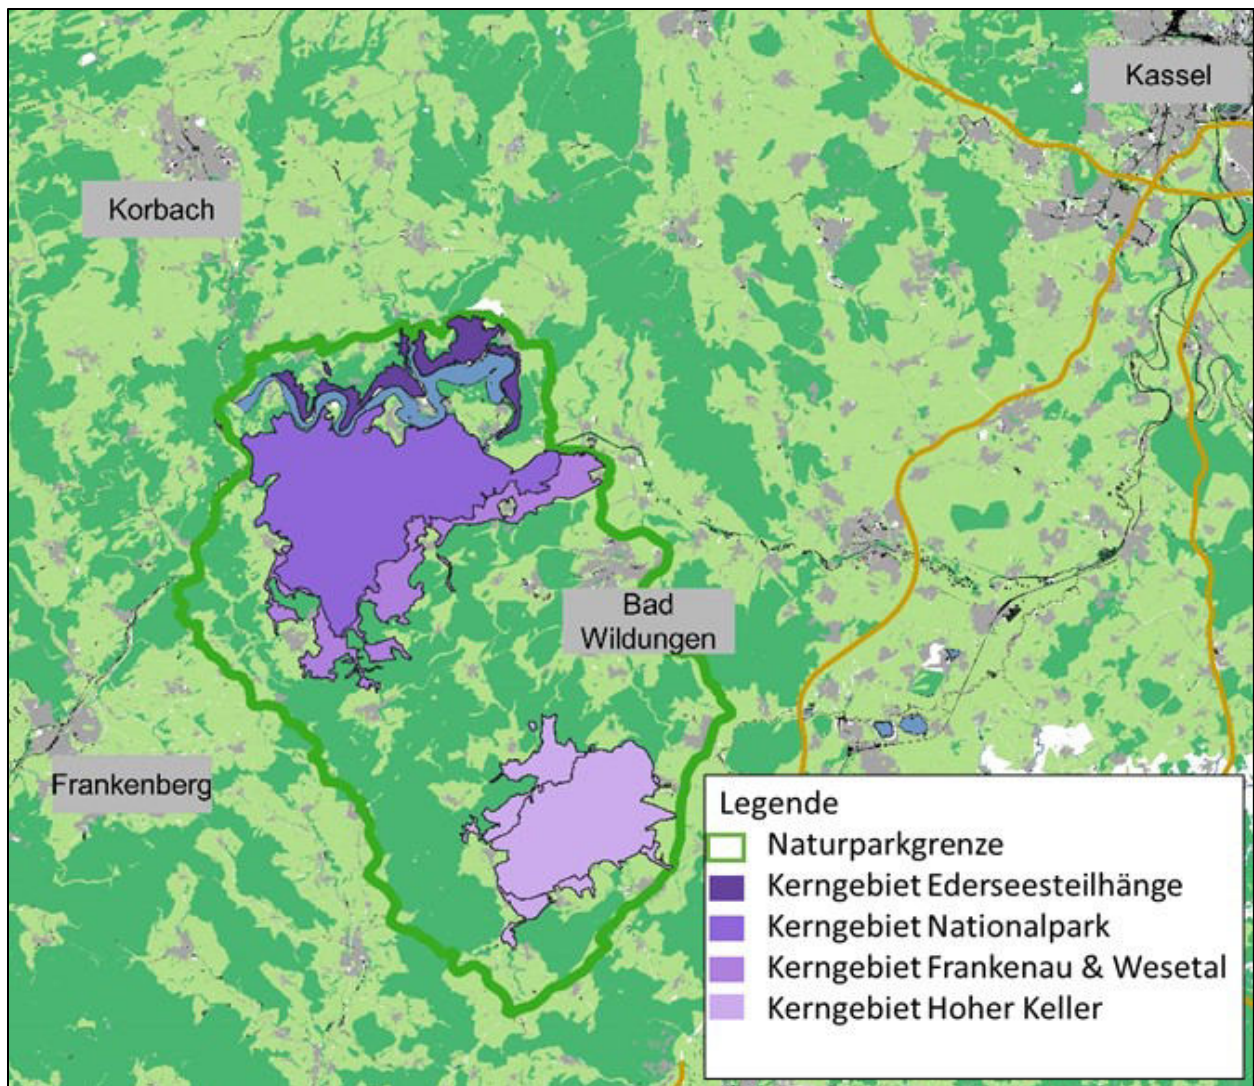 Kassel
Korbach
Bad
Wildungen
Frankenberg
Legende
Naturparkgrenze
Kerngebiet Ederseesteilhänge
Kerngebiet Nationalpark
Kerngebiet Frankenau & Wesetal
Kerngebiet Hoher Keller